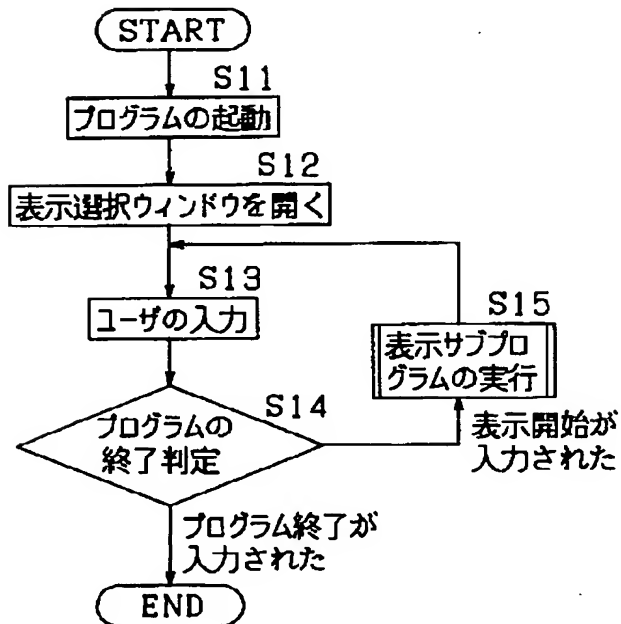 START
S11
プログラムの起動
S12
表示選択ウィンドウを開く
S13
ユーザの入力
S15
表示サブプロ
グラムの実行
S14
プログラムの
終了判定
表示開始が
入力された
プログラム終了が
入力された
END